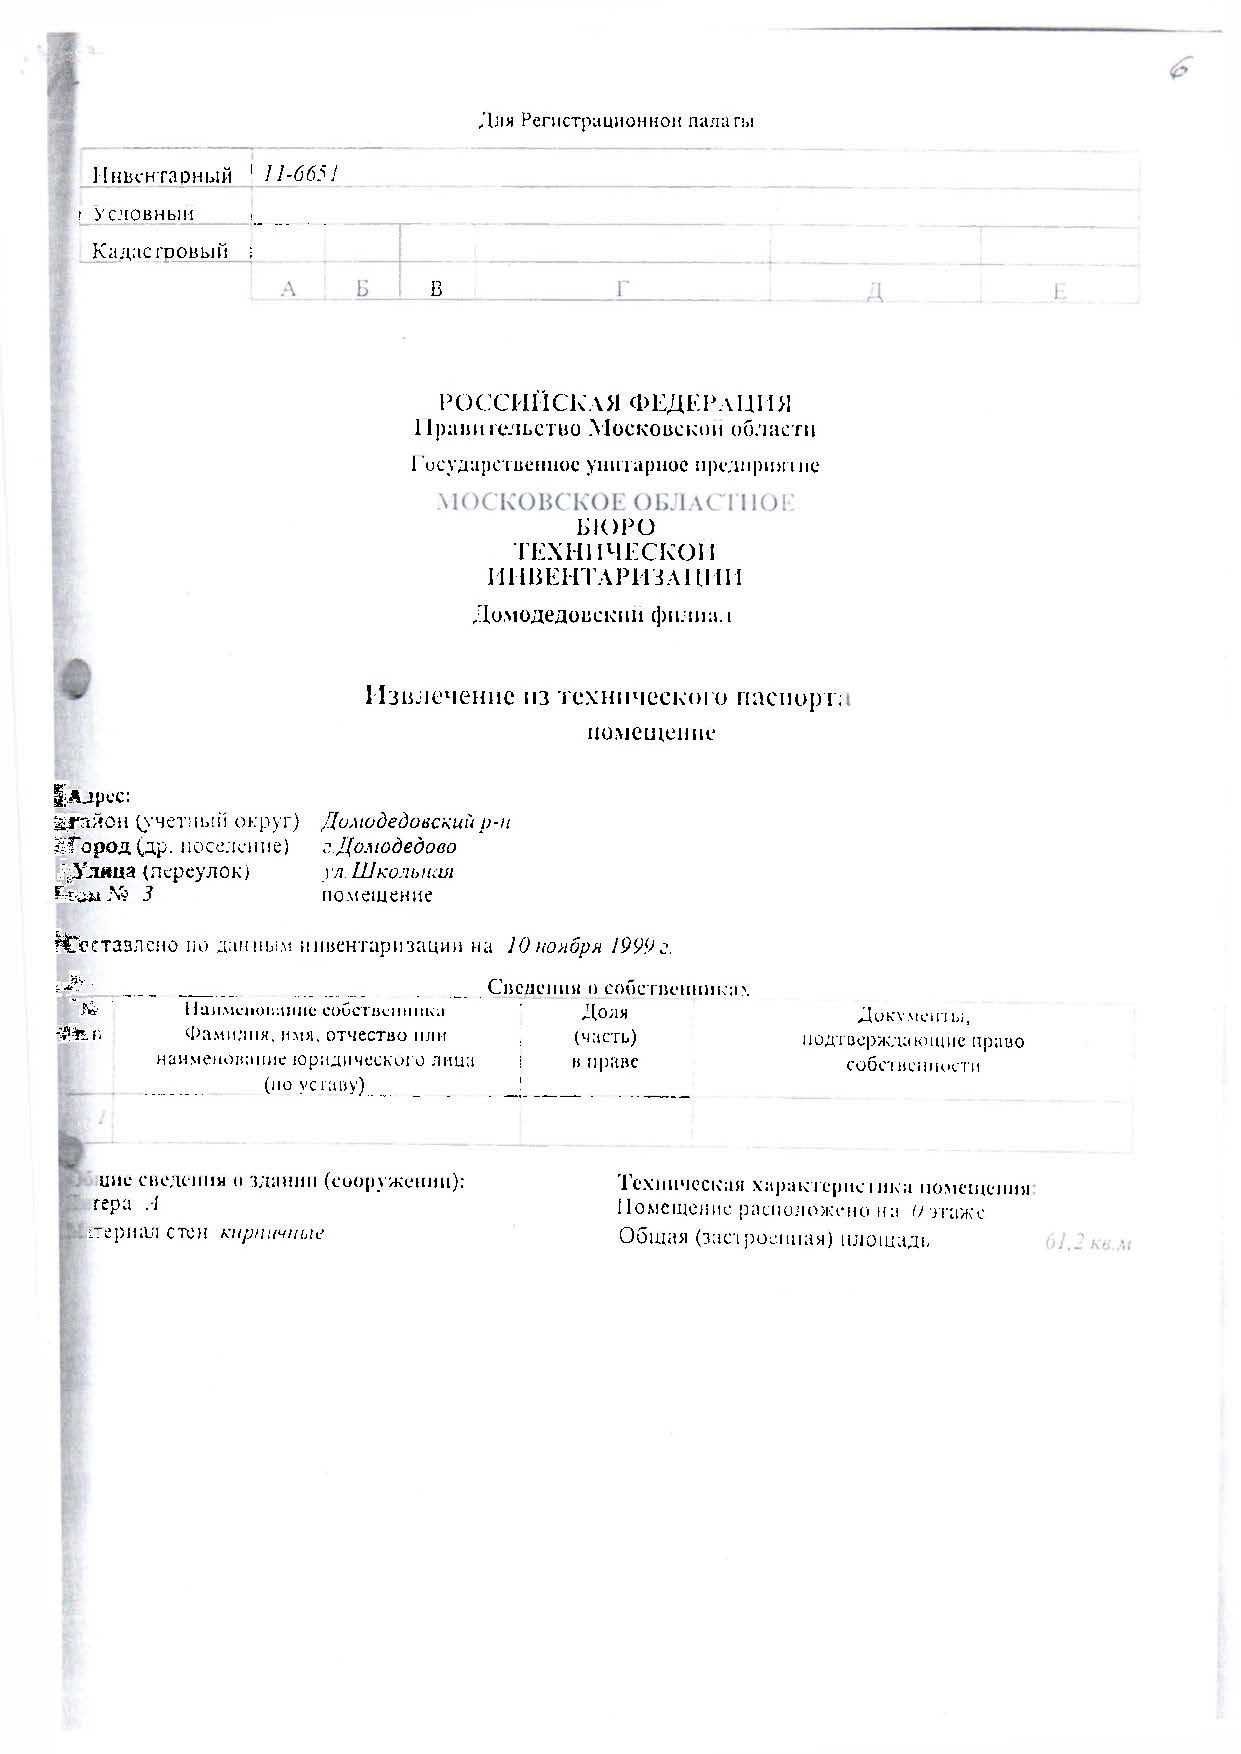 6
Для Регистрационной палаты
Инвентарный 11-6651
Условный
Кадастровый
А Б В Г Д Е
РОССИЙСКАЯ ФЕДЕРАЦИЯ
Правительство Московской области
Государственное унитарное предприятие
МОСКОВСКОЕ ОБЛАСТНОЕ
БЮРО
ТЕХНИЧЕСКОЙ
ИНВЕНТАРИЗАЦИИ
Домодедовский филиал
Извлечение из технического паспорта
помещение
Адрес:
Район (учетный округ) Домодедовский р-н
Город (др. поселение) г.Домодедово
Улица (переулок) ул.Школьная
Дом № 3 помещение
Составлено по данным инвентаризации на 10 ноября 1999 г.
Сведения о собственниках
№ Наименование собственника Доля Документы,
п Фамилия, имя, отчество или (часть) подтверждающие право
наименование юридического лица в праве собственности
(по уставу)
1
Общие сведения о здании (сооружении): Техническая характеристика помещения:
Литера А Помещение расположено на 0 этаже
Материал стен кирпичные Общая (застроенная) площадь 61,2 кв.м